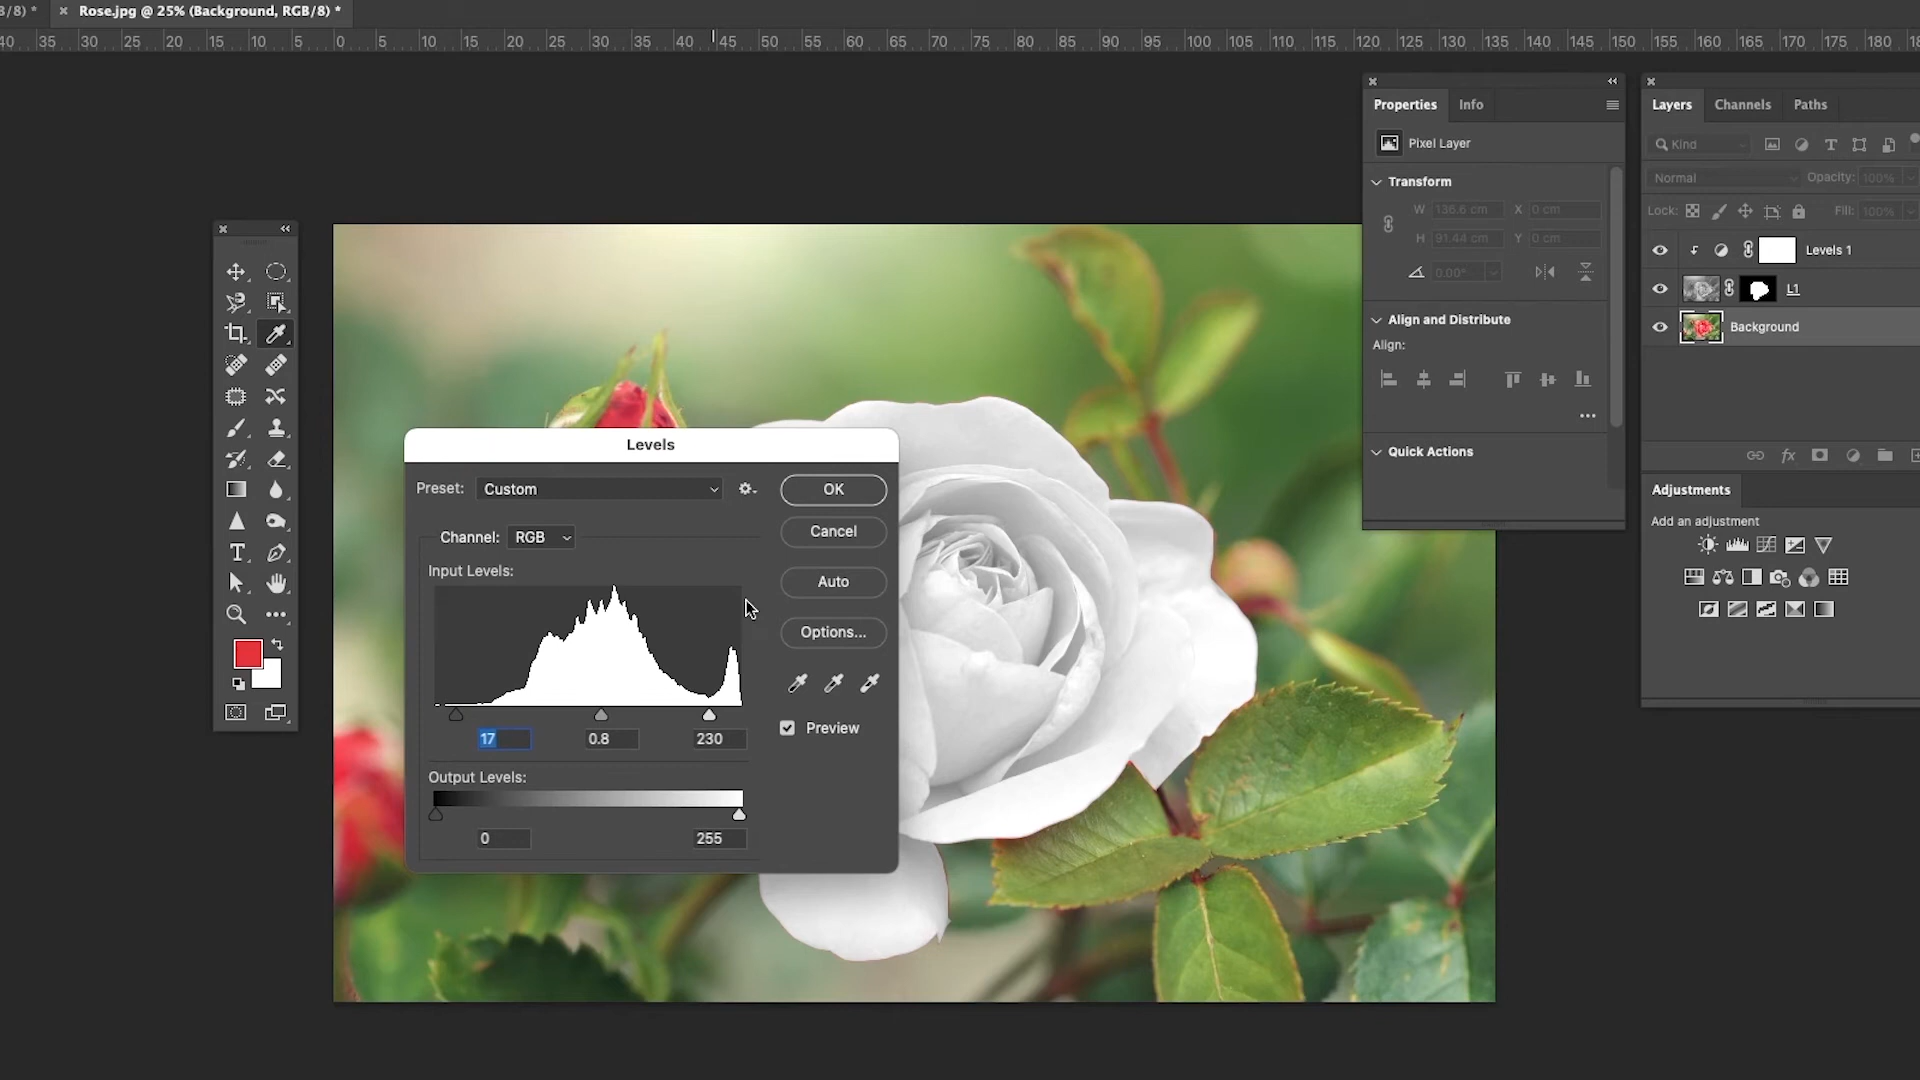 B/8) *
× Rose.jpg @ 25% (Background, RGB/8) *
40 35 30 25 20 15 10 5 0 5 10 15 20 25 30 35 40 45 50 55 60 65 70 75 80 85 90 95 100 105 110 115 120 125 130 135 140 145 150 155 160 165 170 175 180
Properties Info
Pixel Layer
Transform
W 136.6 cm X 0 cm
H 91.44 cm Y 0 cm
0.00°
Align and Distribute
Align:
Quick Actions
Layers Channels Paths
Kind
Normal Opacity: 100%
Lock: Fill: 100%
Levels 1
L1
Background
fx
Adjustments
Add an adjustment
Levels
Preset: Custom
OK
Channel: RGB
Cancel
Input Levels:
Auto
Options...
17 0.8 230
Preview
Output Levels:
0 255